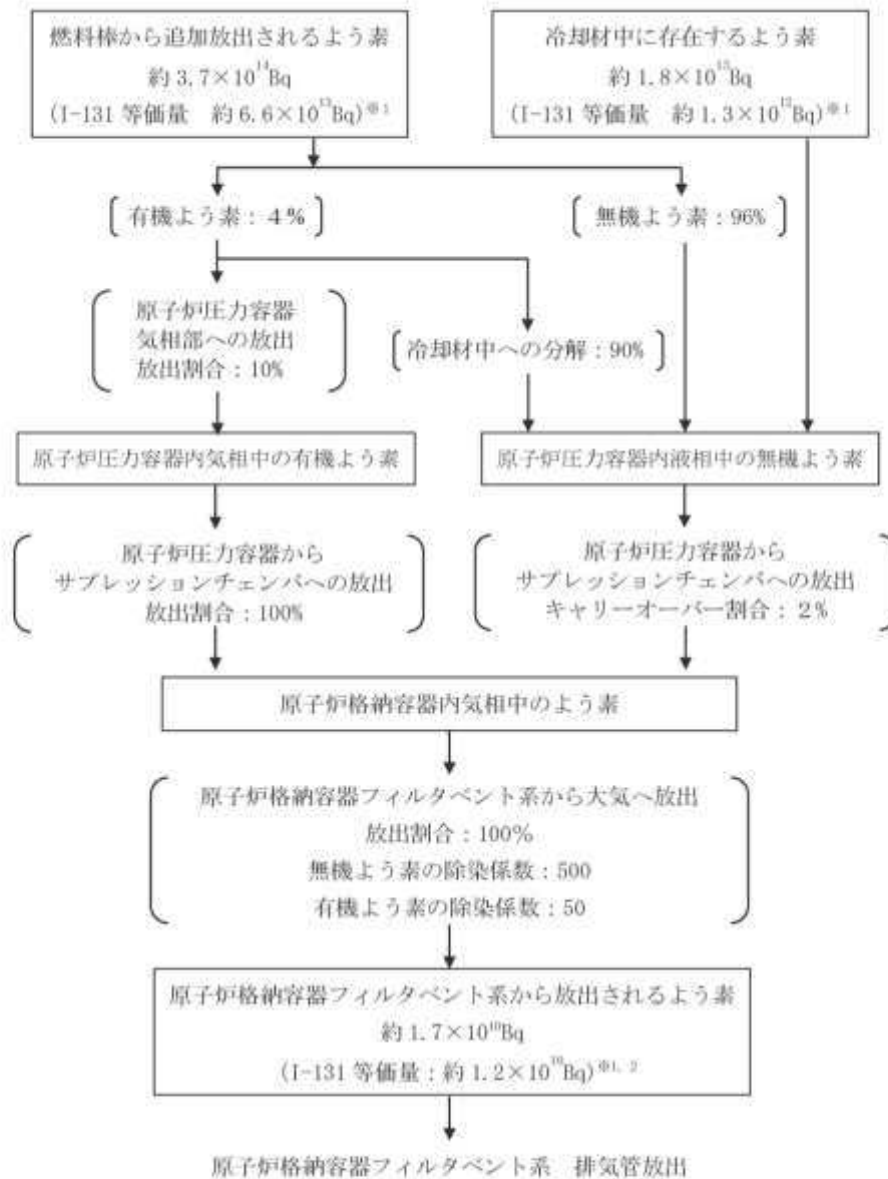 燃料棒から追加放出されるよう素
約 3.7×10¹⁴Bq
(I-131 等価量　約 6.6×10¹³Bq)※1
冷却材中に存在するよう素
約 1.8×10¹³Bq
(I-131 等価量　約 1.3×10¹²Bq)※1
有機よう素：４%
無機よう素：96%
原子炉圧力容器
気相部への放出
放出割合：10%
冷却材中への分解：90%
原子炉圧力容器内気相中の有機よう素
原子炉圧力容器内液相中の無機よう素
原子炉圧力容器から
サプレッションチェンバへの放出
放出割合：100%
原子炉圧力容器から
サプレッションチェンバへの放出
キャリーオーバー割合：２%
原子炉格納容器内気相中のよう素
原子炉格納容器フィルタベント系から大気へ放出
放出割合：100%
無機よう素の除染係数：500
有機よう素の除染係数：50
原子炉格納容器フィルタベント系から放出されるよう素
約 1.7×10¹⁰Bq
(I-131 等価量：約 1.2×10¹⁰Bq)※1, 2
原子炉格納容器フィルタベント系　排気管放出